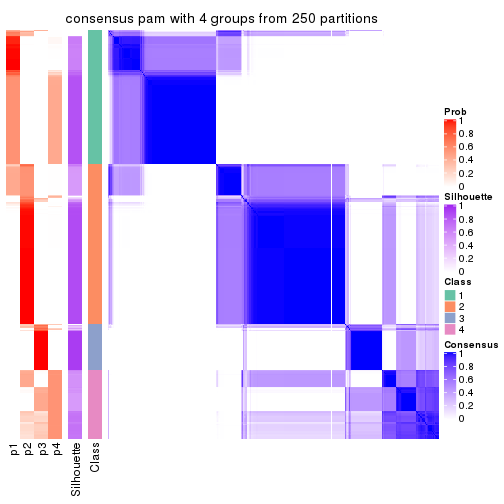 consensus pam with 4 groups from 250 partitions
Prob
1
0.8
0.6
0.4
0.2
0
Silhouette
1
0.8
0.6
0.4
0.2
0
Class
1
2
3
4
Consensus
1
0.8
0.6
0.4
0.2
0
p1
p2
p3
p4
Silhouette
Class